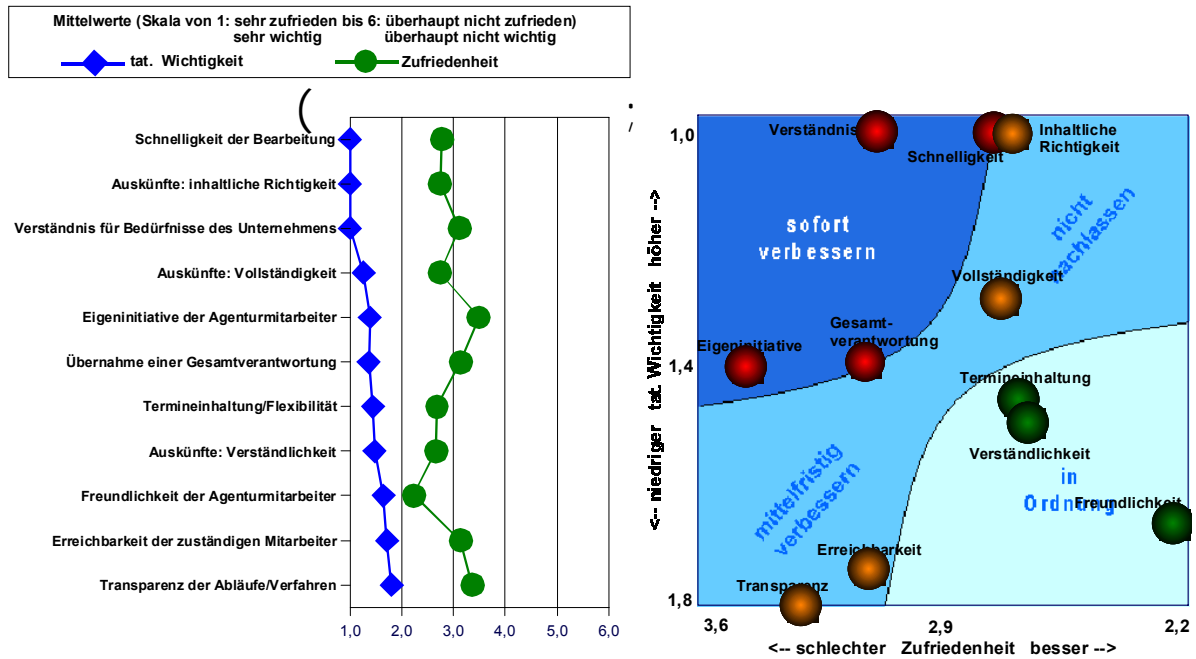 Mittelwerte (Skala von 1: sehr zufrieden bis 6: überhaupt nicht zufrieden)
sehr wichtig überhaupt nicht wichtig
tat. Wichtigkeit Zufriedenheit
(
Schnelligkeit der Bearbeitung
Auskünfte: inhaltliche Richtigkeit
Verständnis für Bedürfnisse des Unternehmens
Auskünfte: Vollständigkeit
Eigeninitiative der Agenturmitarbeiter
Übernahme einer Gesamtverantwortung
Termineinhaltung/Flexibilität
Auskünfte: Verständlichkeit
Freundlichkeit der Agenturmitarbeiter
Erreichbarkeit der zuständigen Mitarbeiter
Transparenz der Abläufe/Verfahren
1,0 2,0 3,0 4,0 5,0 6,0
<-- niedriger tat. Wichtigkeit höher -->
1,0
1,4
1,8
Verständnis
Schnelligkeit
Inhaltliche
Richtigkeit
sofort
verbessern
nicht
nachlassen
Vollständigkeit
Gesamt-
verantwortung
Eigeninitiative
Termineinhaltung
Verständlichkeit
in
Ordnung
Freundlichkeit
mittelfristig
verbessern
Erreichbarkeit
Transparenz
3,6 2,9 2,2
<-- schlechter Zufriedenheit besser -->